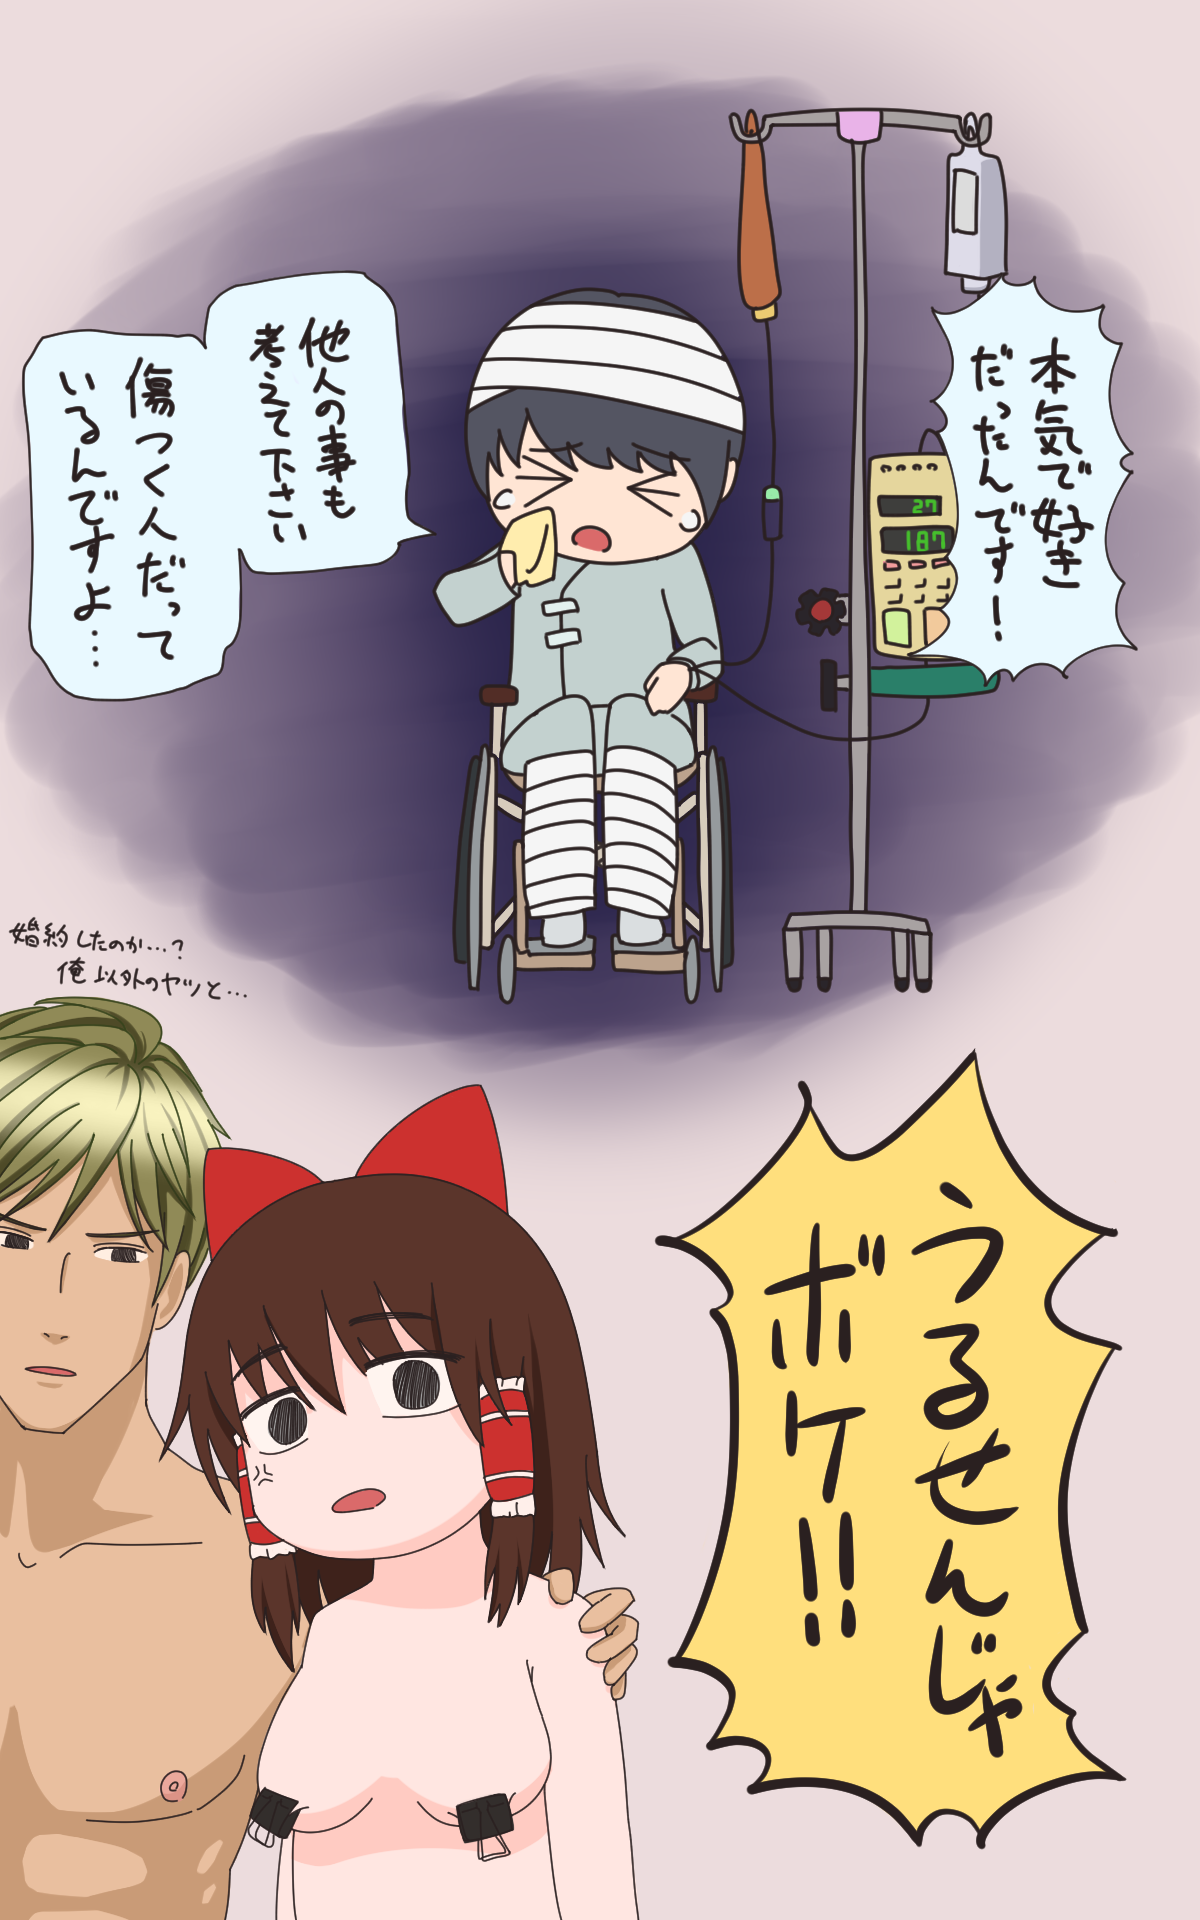 本気で好き
だったんです!
他人の事も
考えて下さい
傷つく人だって
いるんですよ…
27
187
婚約したのか…?
俺以外のヤツと…
うるせんじゃ
ボケ!!